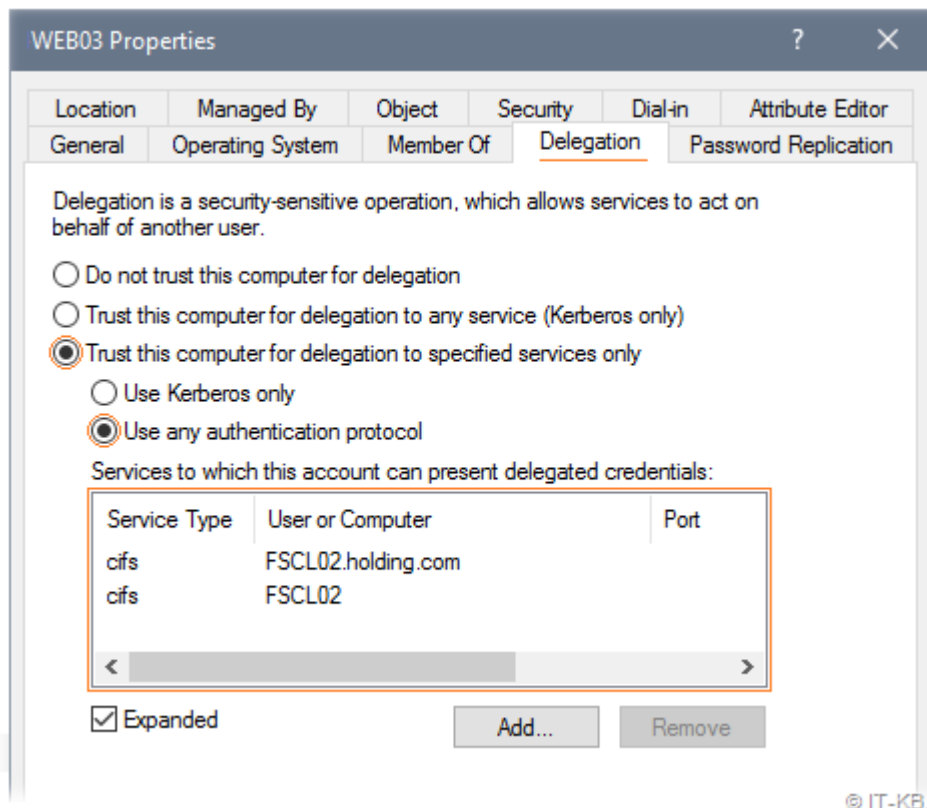 WEB03 Properties
Location Managed By Object Security Dial-in Attribute Editor
General Operating System Member Of Delegation Password Replication
Delegation is a security-sensitive operation, which allows services to act on
behalf of another user.
Do not trust this computer for delegation
Trust this computer for delegation to any service (Kerberos only)
Trust this computer for delegation to specified services only
Use Kerberos only
Use any authentication protocol
Services to which this account can present delegated credentials:
Service Type User or Computer Port
cifs FSCL02.holding.com
cifs FSCL02
Expanded Add... Remove
© IT-KB